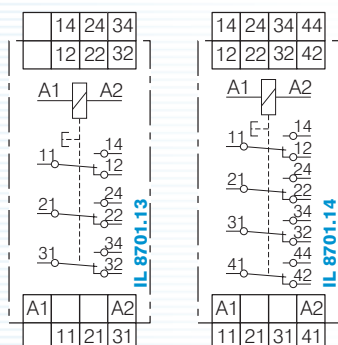 14 24 34
12 22 32
A1 A2
14
11
12
24
21
22
34
31
32
IL 8701.13
A1 A2
11 21 31
14 24 34 44
12 22 32 42
A1 A2
14
11
12
24
21
22
34
31
32
44
41
42
IL 8701.14
A1 A2
11 21 31 41